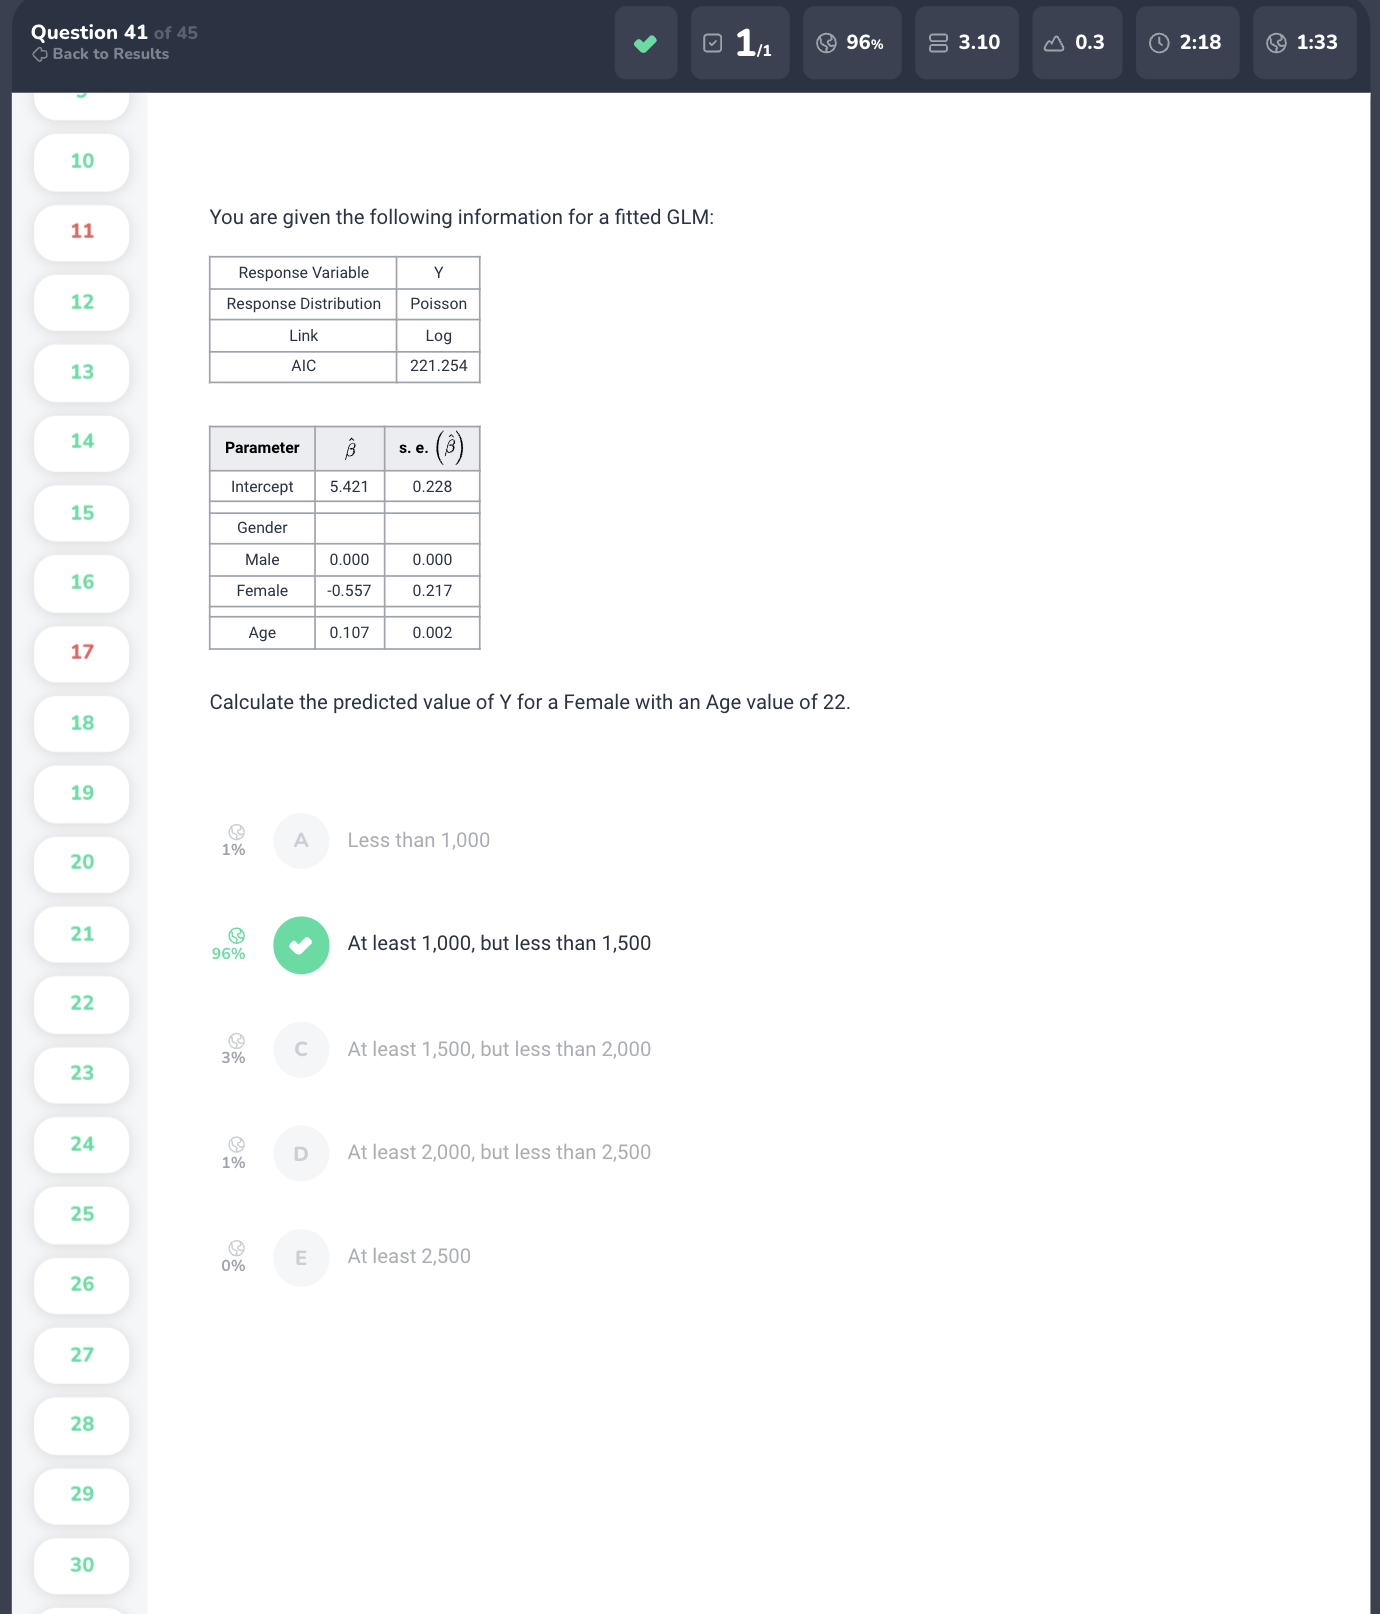 Question 41 of 45
Back to Results
1/1
96%
3.10
0.3
2:18
1:33
10
11
12
13
14
15
16
17
18
19
20
21
22
23
24
25
26
27
28
29
30
You are given the following information for a fitted GLM:
Response Variable Y
Response Distribution Poisson
Link Log
AIC 221.254
Parameter β̂ s. e. (β̂)
Intercept 5.421 0.228
Gender
Male 0.000 0.000
Female -0.557 0.217
Age 0.107 0.002
Calculate the predicted value of Y for a Female with an Age value of 22.
1% A Less than 1,000
96% At least 1,000, but less than 1,500
3% C At least 1,500, but less than 2,000
1% D At least 2,000, but less than 2,500
0% E At least 2,500